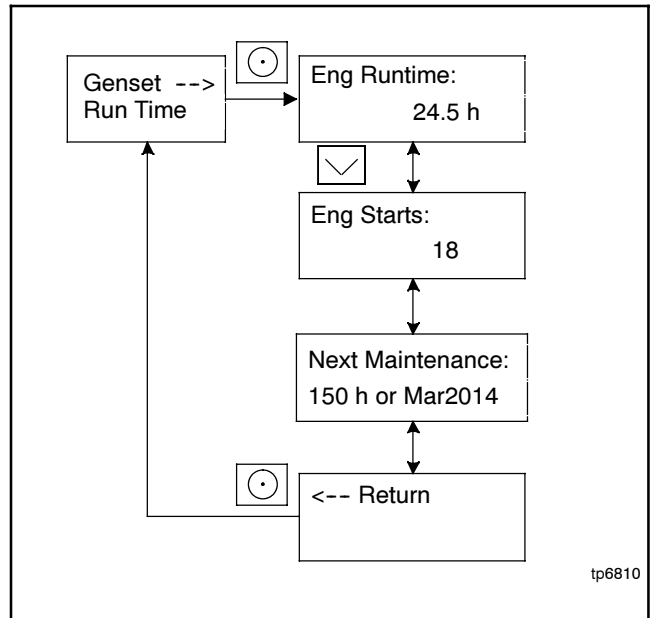 Genset -->
Run Time
Eng Runtime:
24.5 h
Eng Starts:
18
Next Maintenance:
150 h or Mar2014
<-- Return
tp6810